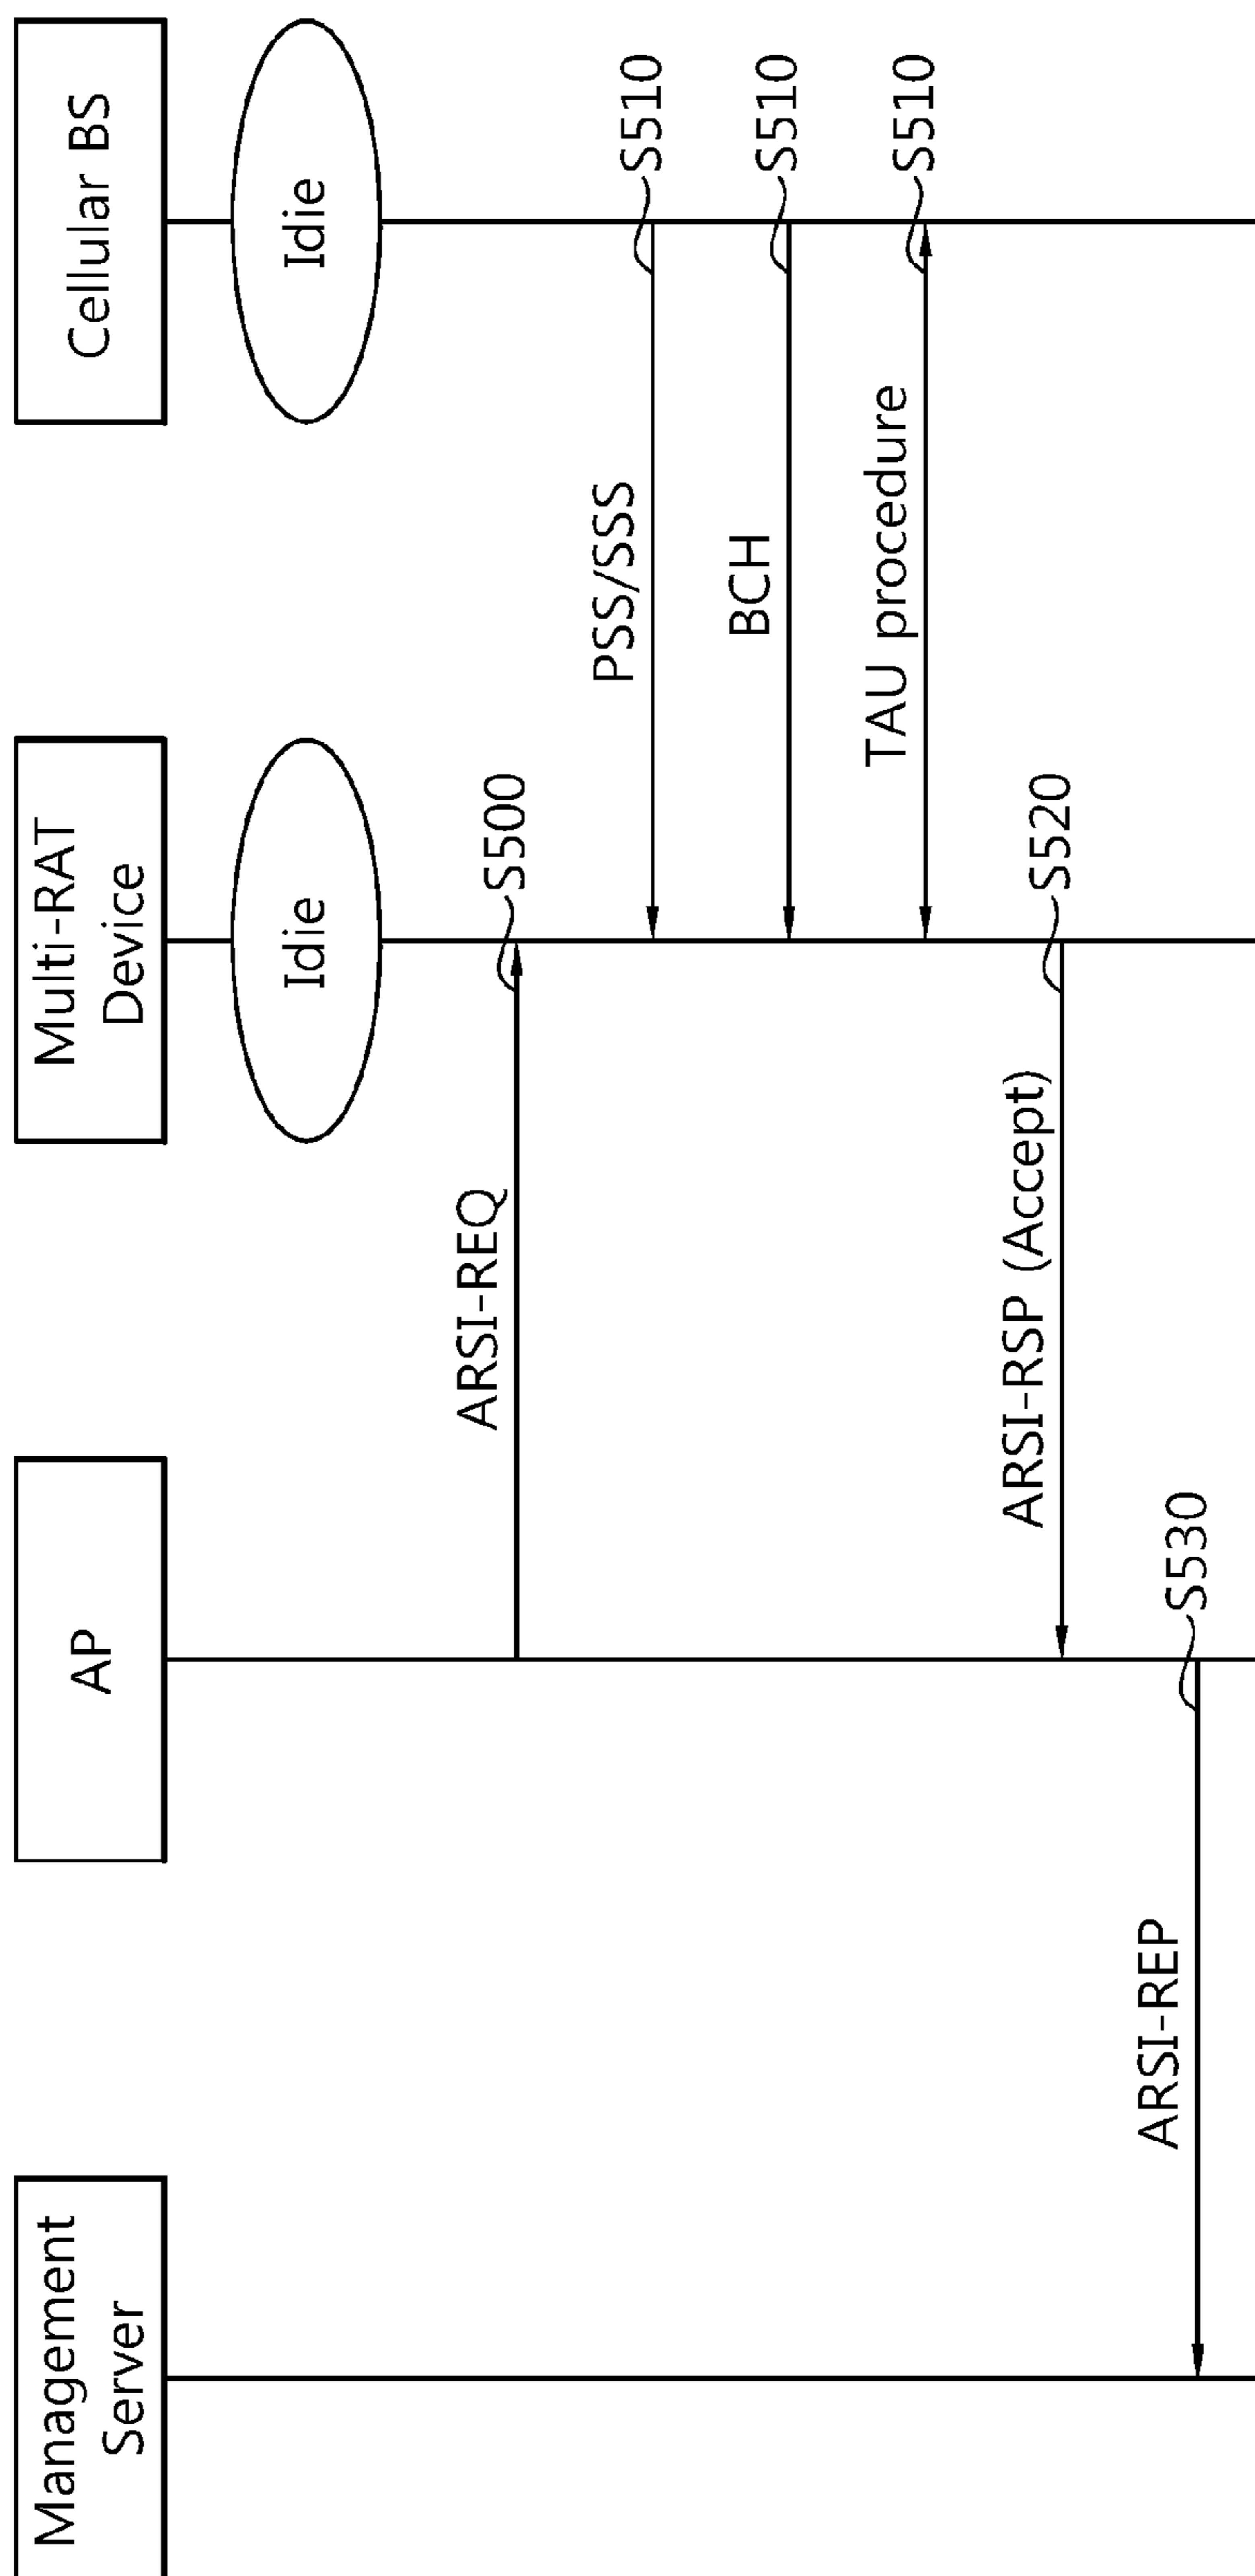 Management
Server
AP
Multi-RAT
Device
Cellular BS
Idie
Idie
ARSI-REQ
S500
PSS/SSS
S510
BCH
S510
TAU procedure
S510
ARSI-RSP (Accept)
S520
ARSI-REP
S530